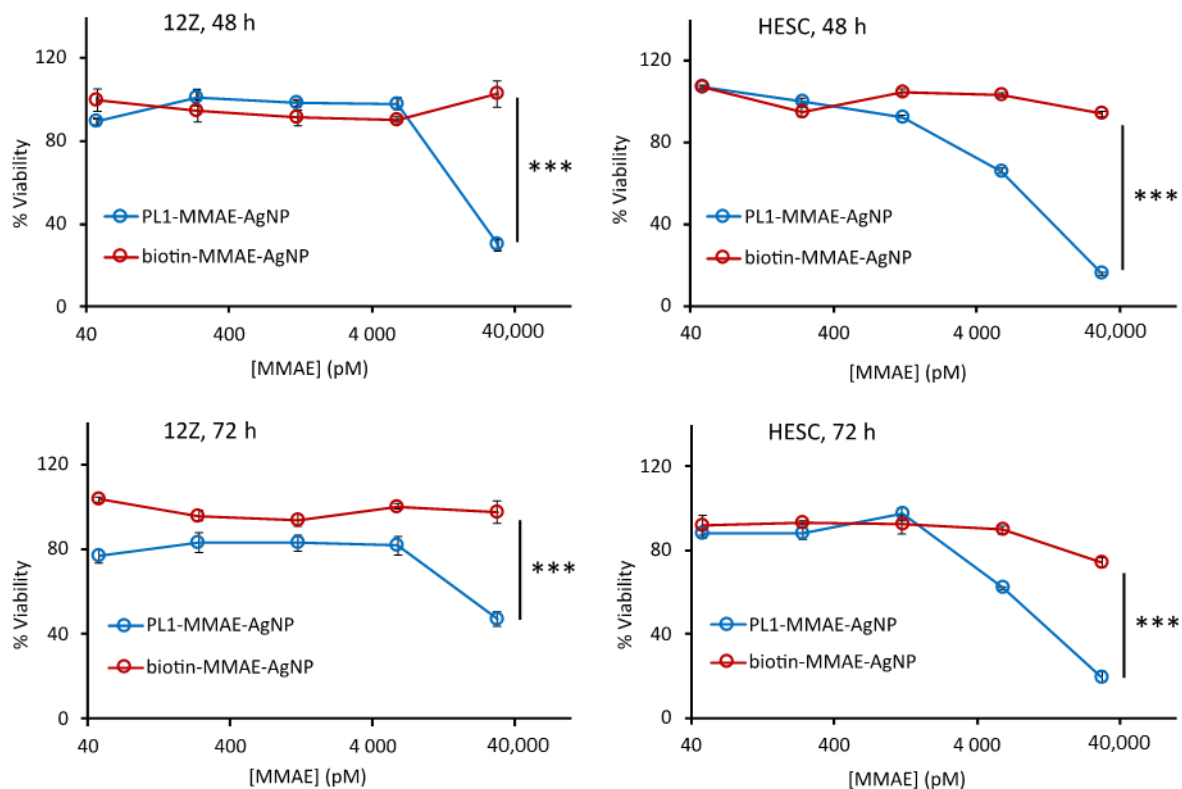 12Z, 48 h
120
80
40
0
% Viability
PL1-MMAE-AgNP
biotin-MMAE-AgNP
***
40
400
4 000
40,000
[MMAE] (pM)
HESC, 48 h
120
80
40
0
% Viability
PL1-MMAE-AgNP
biotin-MMAE-AgNP
***
40
400
4 000
40,000
[MMAE] (pM)
12Z, 72 h
120
80
40
0
% Viability
PL1-MMAE-AgNP
biotin-MMAE-AgNP
***
40
400
4 000
40,000
[MMAE] (pM)
HESC, 72 h
120
80
40
0
% Viability
PL1-MMAE-AgNP
biotin-MMAE-AgNP
***
40
400
4 000
40,000
[MMAE] (pM)